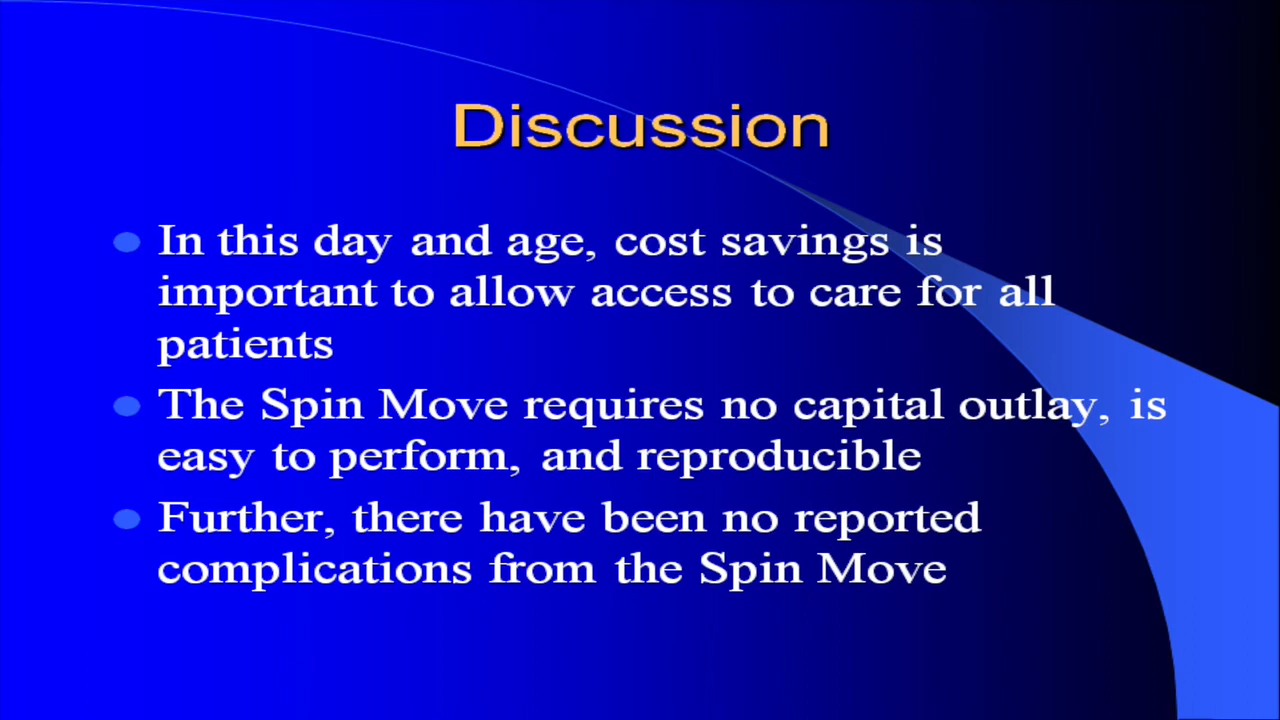 Discussion
In this day and age, cost savings is
important to allow access to care for all
patients
The Spin Move requires no capital outlay, is
easy to perform, and reproducible
Further, there have been no reported
complications from the Spin Move